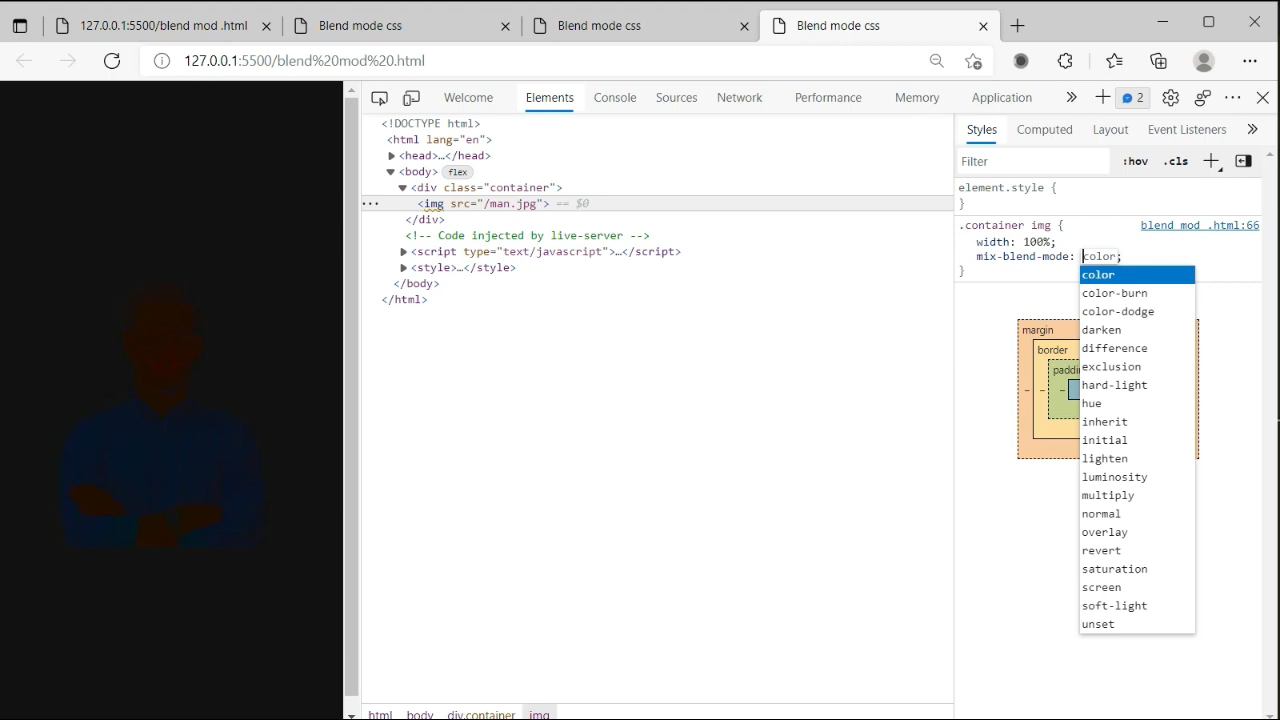 127.0.0.1:5500/blend mod .html
Blend mode css
Blend mode css
Blend mode css
127.0.0.1:5500/blend%20mod%20.html
Welcome
Elements
Console
Sources
Network
Performance
Memory
Application
2
<!DOCTYPE html>
<html lang="en">
<head>…</head>
<body> flex
<div class="container">
<img src="/man.jpg"> == $0
</div>
<!-- Code injected by live-server -->
<script type="text/javascript">…</script>
<style>…</style>
</body>
</html>
html body div.container img
Styles Computed Layout Event Listeners
Filter :hov .cls
element.style {
}
.container img { blend mod .html:66
width: 100%;
mix-blend-mode: color;
}
color
color-burn
color-dodge
darken
difference
exclusion
hard-light
hue
inherit
initial
lighten
luminosity
multiply
normal
overlay
revert
saturation
screen
soft-light
unset
margin
border